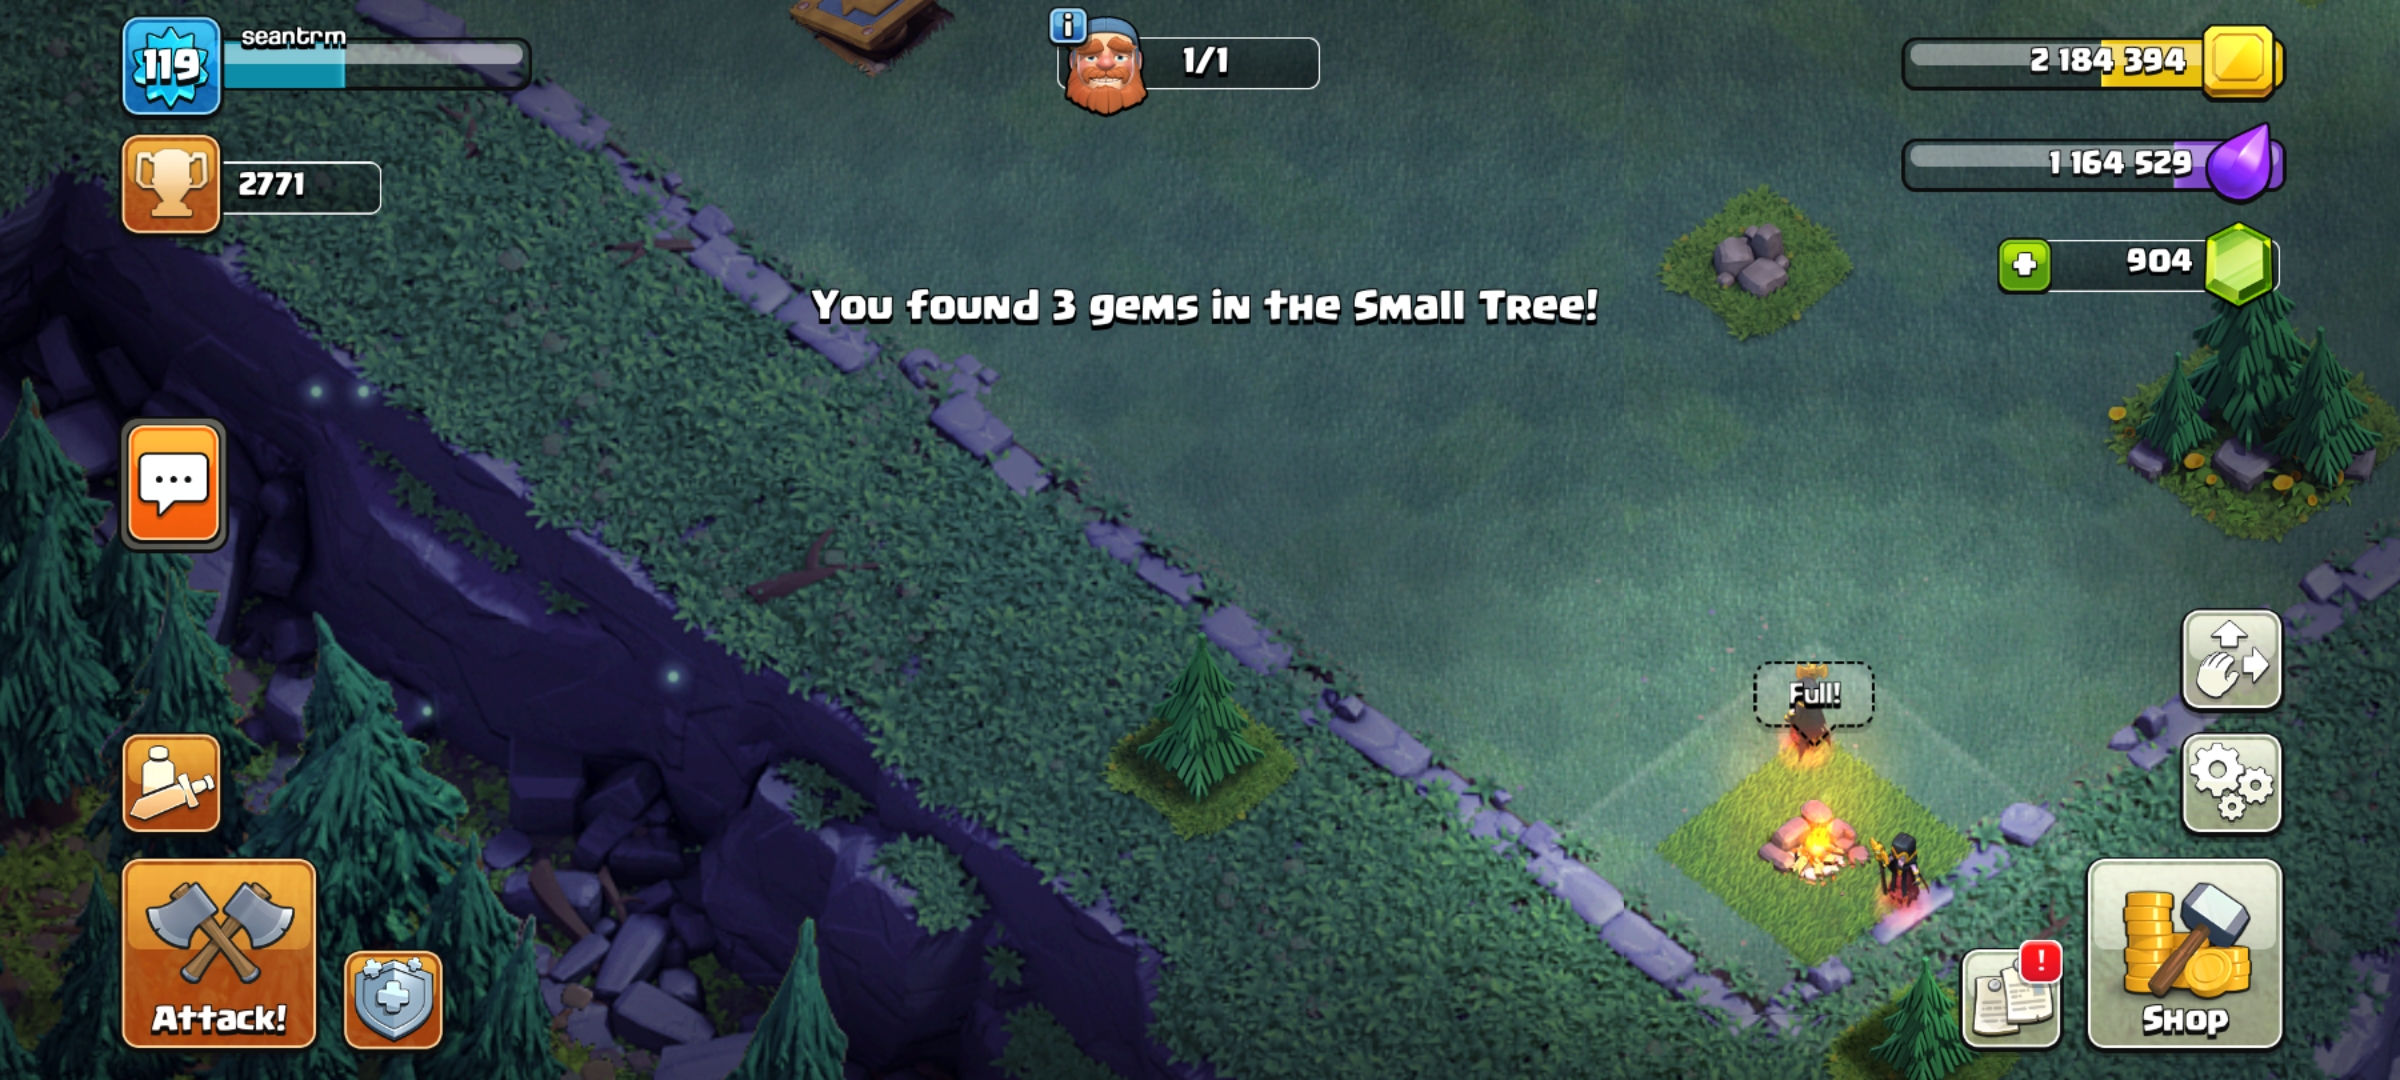 119
seantrm
1/1
2 184 394
2771
1 164 529
904
You found 3 gems in the Small Tree!
Full!
!
Attack!
Shop